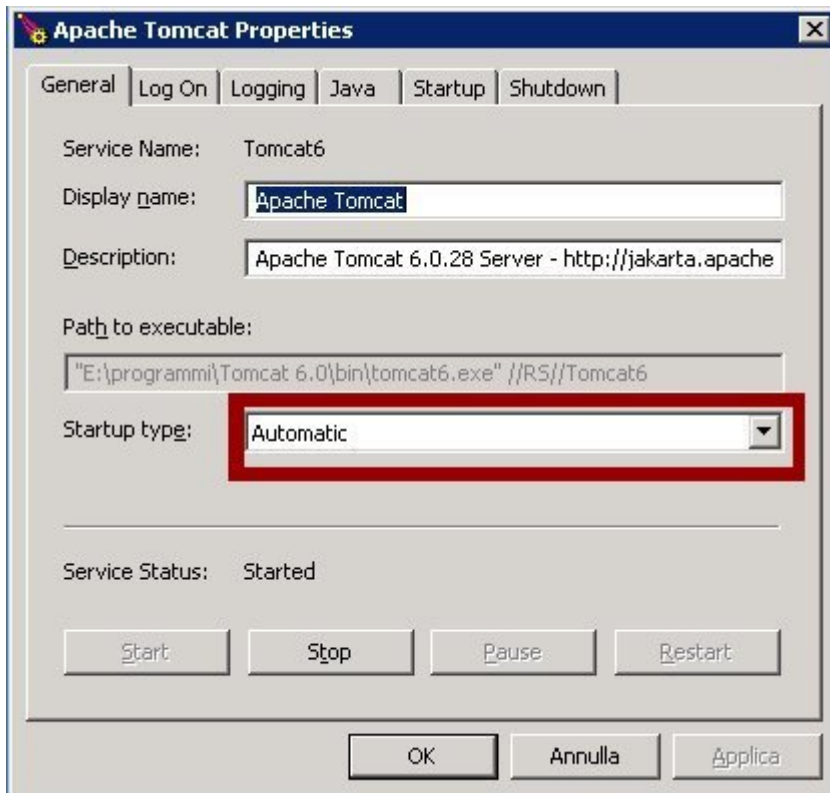 Apache Tomcat Properties
General Log On Logging Java Startup Shutdown
Service Name: Tomcat6
Display name: Apache Tomcat
Description: Apache Tomcat 6.0.28 Server - http://jakarta.apache
Path to executable:
"E:\programmi\Tomcat 6.0\bin\tomcat6.exe" //RS//Tomcat6
Startup type: Automatic
Service Status: Started
Start Stop Pause Restart
OK Annulla Applica